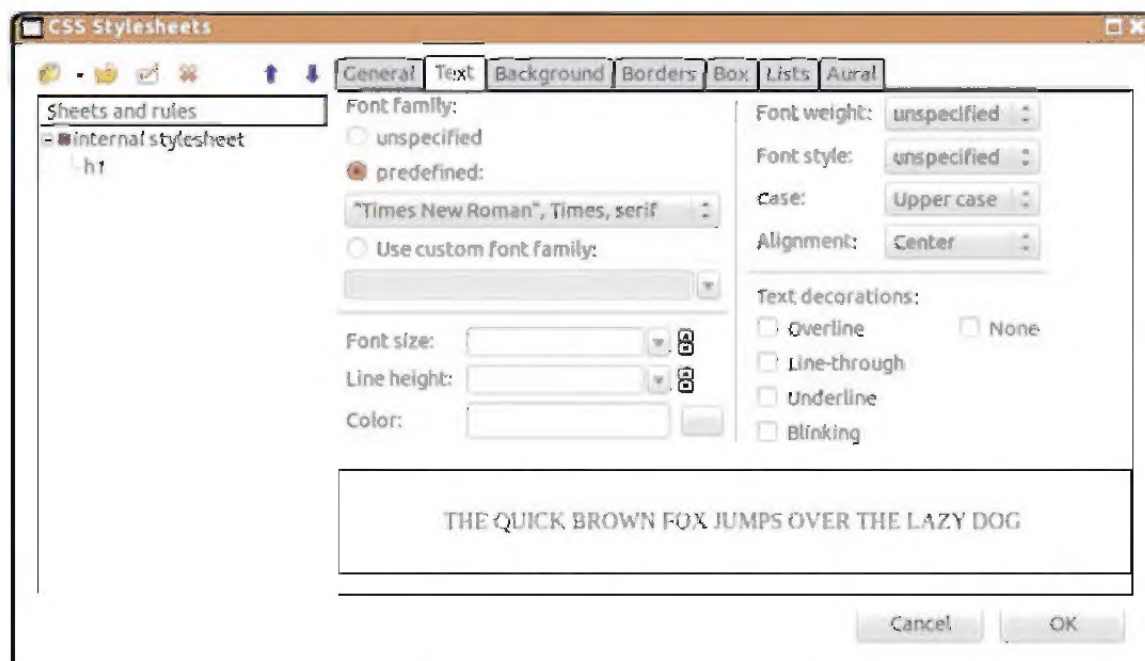 CSS Stylesheets
General Text Background Borders Box Lists Aural
Sheets and rules
internal stylesheet
h1
Font family:
unspecified
predefined:
"Times New Roman", Times, serif
Use custom font family:
Font size:
Line height:
Color:
Font weight: unspecified
Font style: unspecified
Case: Upper case
Alignment: Center
Text decorations:
Overline None
Line-through
Underline
Blinking
THE QUICK BROWN FOX JUMPS OVER THE LAZY DOG
Cancel OK